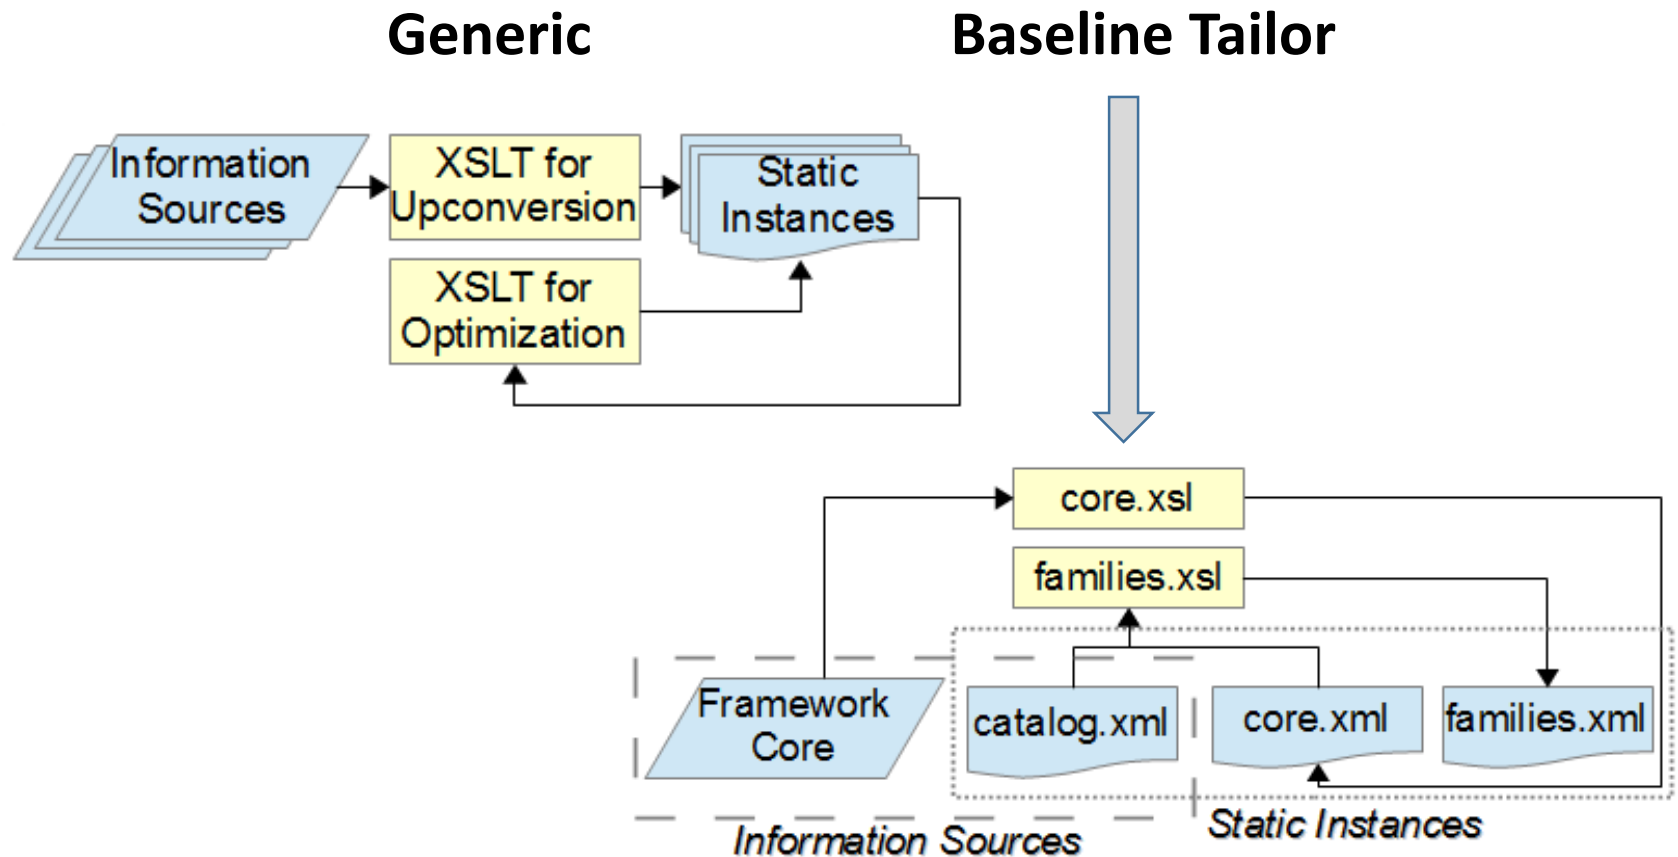 Generic
Baseline Tailor
Information
Sources
XSLT for
Upconversion
Static
Instances
XSLT for
Optimization
core.xsl
families.xsl
Framework
Core
catalog.xml
core.xml
families.xml
Information Sources
Static Instances